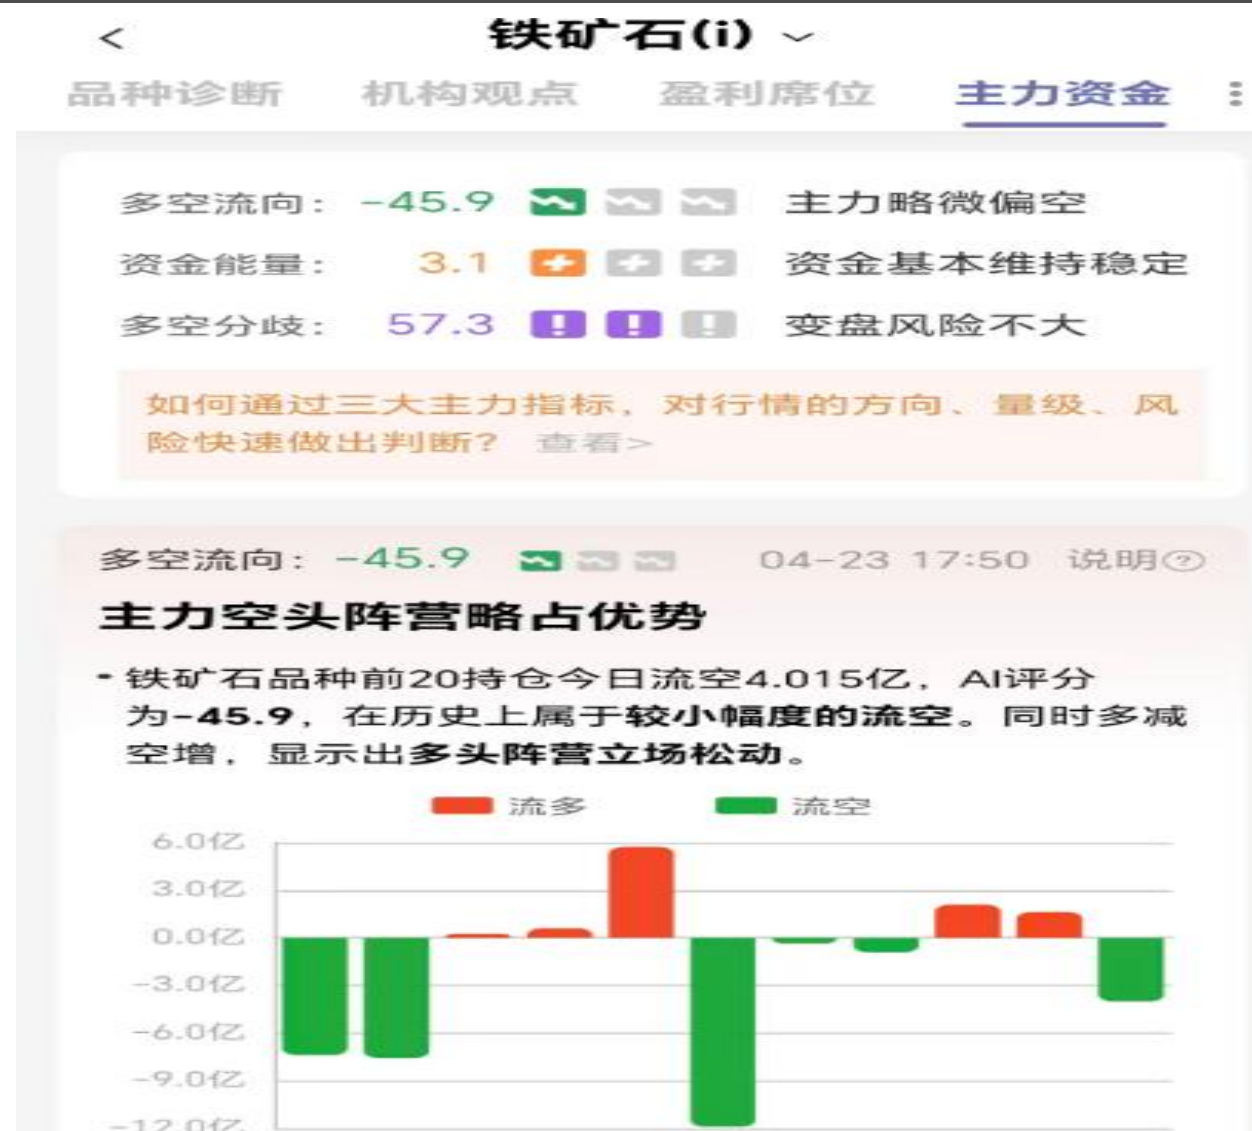 铁矿石(i)
品种诊断 机构观点 盈利席位 主力资金
多空流向: -45.9 主力略微偏空
资金能量: 3.1 资金基本维持稳定
多空分歧: 57.3 变盘风险不大
如何通过三大主力指标，对行情的方向、量级、风
险快速做出判断? 查看>
多空流向: -45.9 04-23 17:50 说明?
主力空头阵营略占优势
• 铁矿石品种前20持仓今日流空4.015亿，AI评分
为-45.9，在历史上属于较小幅度的流空。同时多减
空增，显示出多头阵营立场松动。
流多 流空
6.0亿
3.0亿
0.0亿
-3.0亿
-6.0亿
-9.0亿
-12.0亿